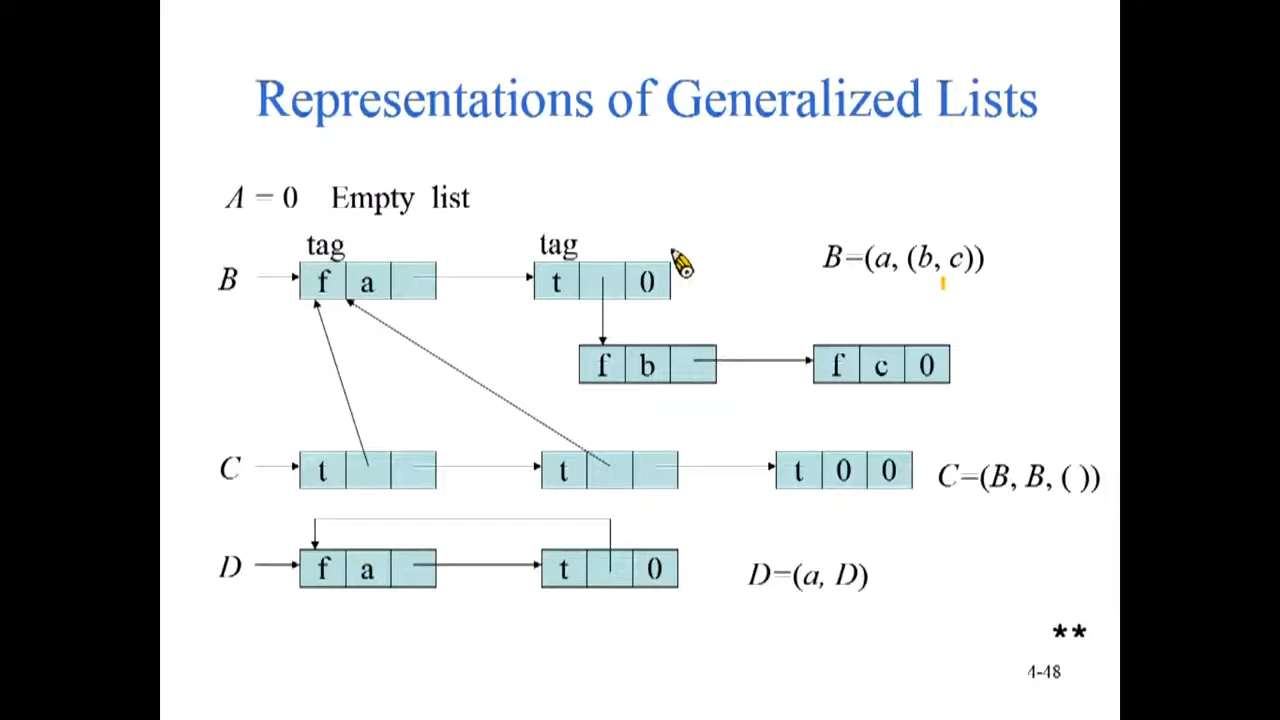 Representations of Generalized Lists
A = 0 Empty list
tag tag
B f a t 0 B=(a, (b, c))
f b f c 0
C t t t 0 0 C=(B, B, ( ))
D f a t 0 D=(a, D)
**
4-48